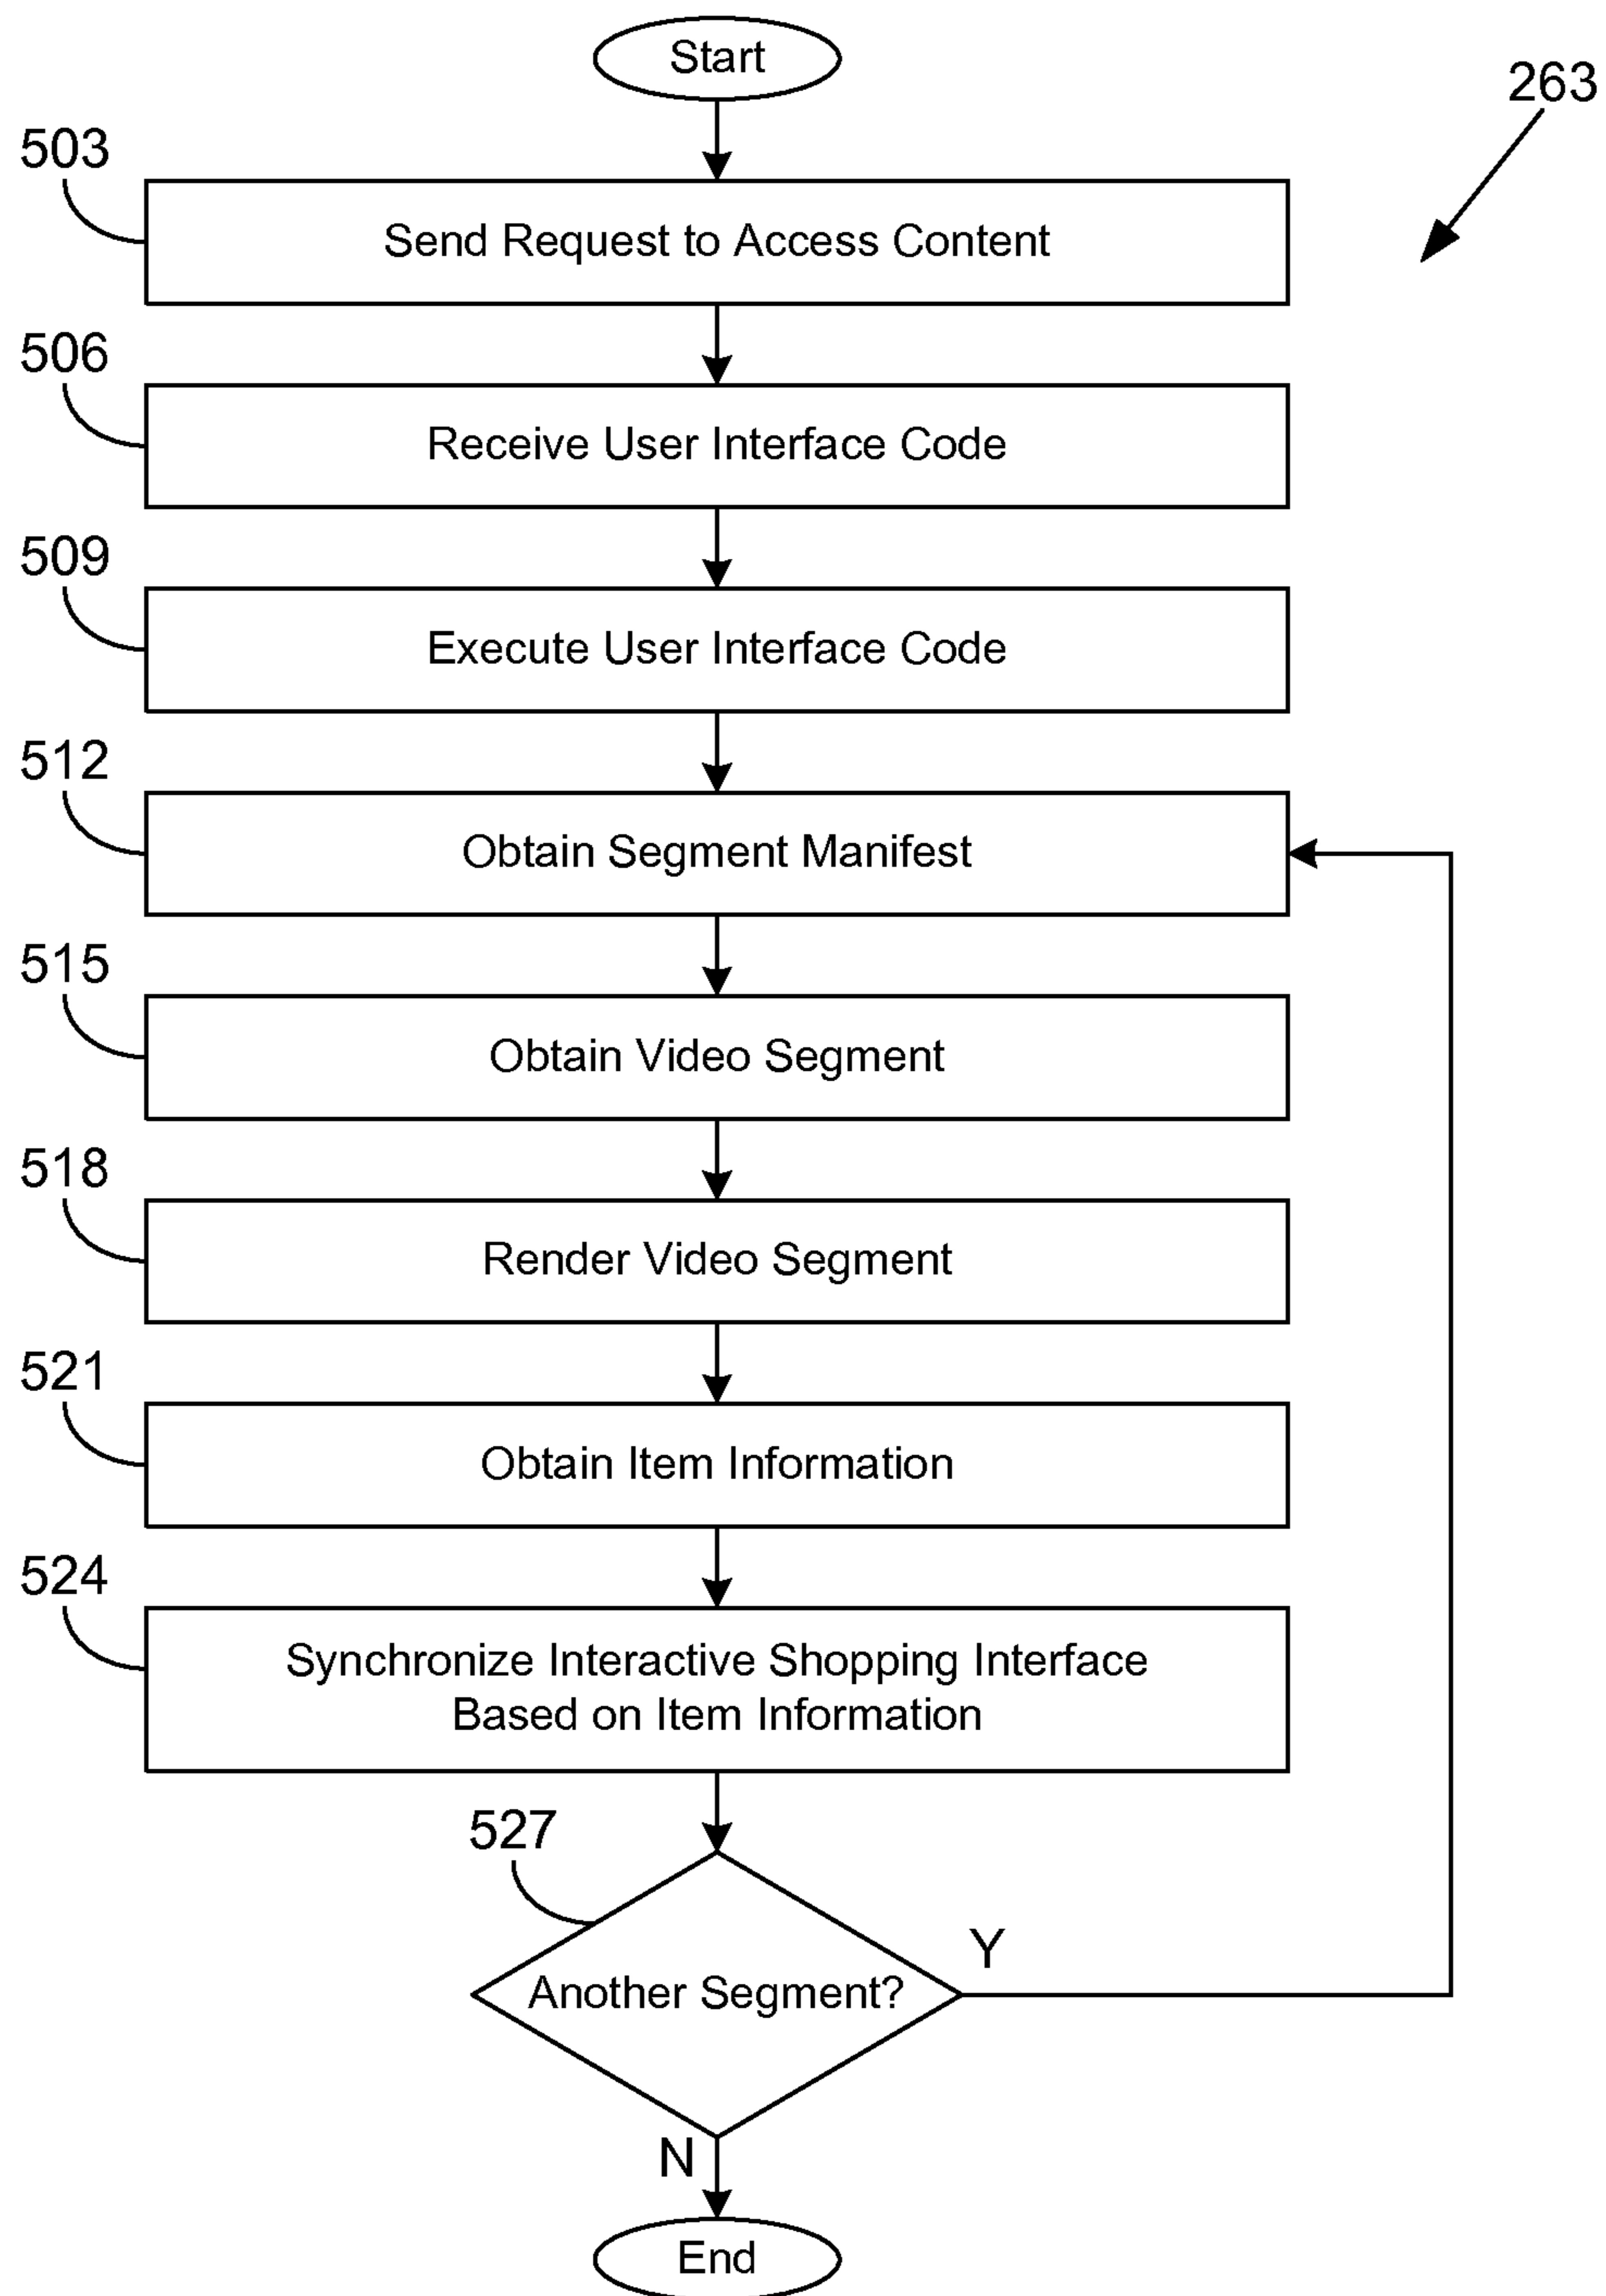 Start
263
503
Send Request to Access Content
506
Receive User Interface Code
509
Execute User Interface Code
512
Obtain Segment Manifest
515
Obtain Video Segment
518
Render Video Segment
521
Obtain Item Information
524
Synchronize Interactive Shopping Interface
Based on Item Information
527
Another Segment?
Y
N
End